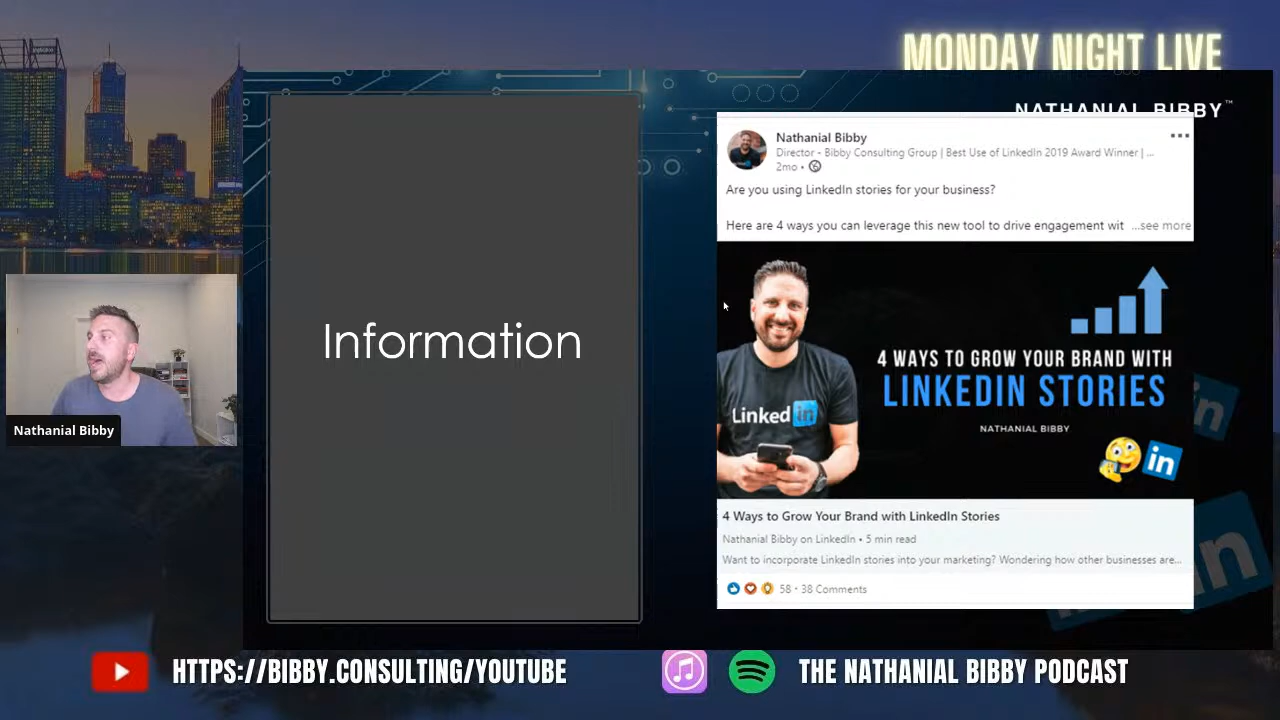 MONDAY NIGHT LIVE
NATHANIAL BIBBY™
Nathanial Bibby
Director - Bibby Consulting Group | Best Use of LinkedIn 2019 Award Winner | ...
2mo •
Are you using LinkedIn stories for your business?
Here are 4 ways you can leverage this new tool to drive engagement wit ...see more
Information
Linked in
4 WAYS TO GROW YOUR BRAND WITH
LINKEDIN STORIES
NATHANIAL BIBBY
in
in
in
Nathanial Bibby
4 Ways to Grow Your Brand with LinkedIn Stories
Nathanial Bibby on LinkedIn • 5 min read
Want to incorporate LinkedIn stories into your marketing? Wondering how other businesses are...
58 • 38 Comments
HTTPS://BIBBY.CONSULTING/YOUTUBE
THE NATHANIAL BIBBY PODCAST